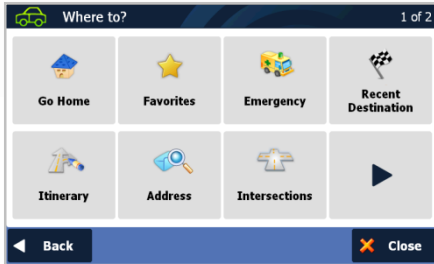 Where to?
1 of 2
Go Home
Favorites
Emergency
Recent
Destination
Itinerary
Address
Intersections
Back
Close